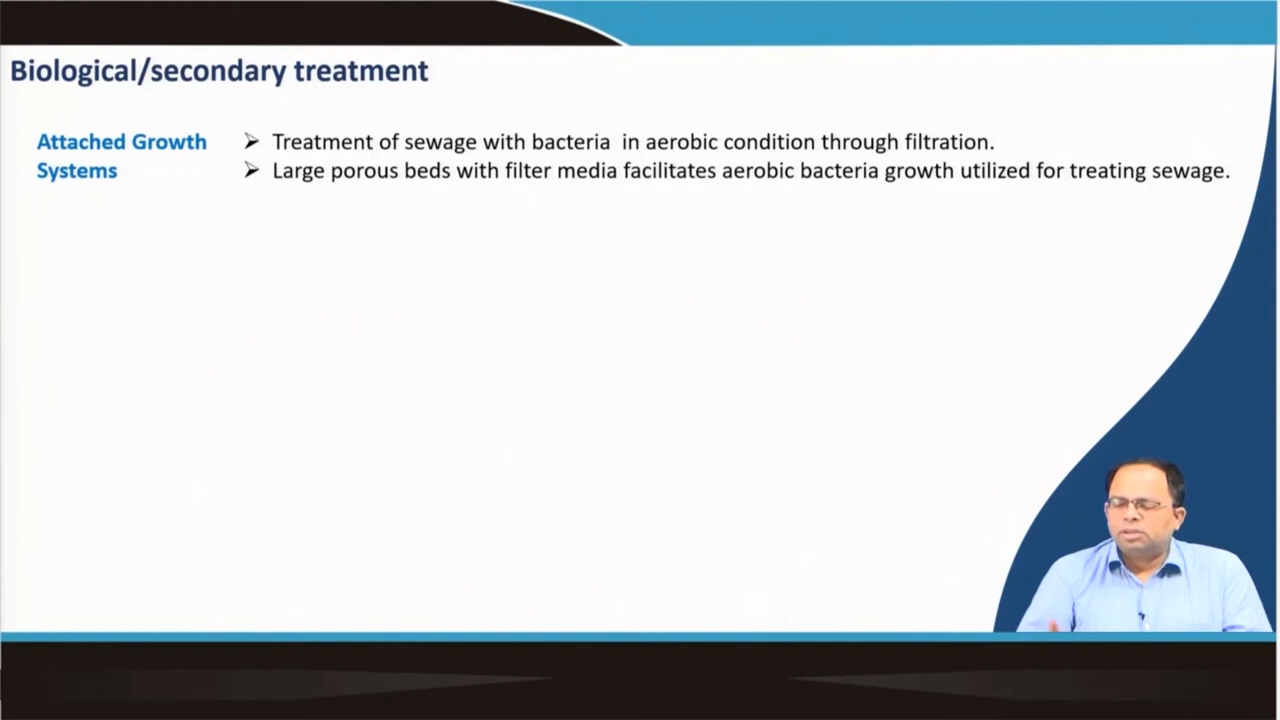 Biological/secondary treatment
Attached Growth Systems
➢ Treatment of sewage with bacteria in aerobic condition through filtration.
➢ Large porous beds with filter media facilitates aerobic bacteria growth utilized for treating sewage.